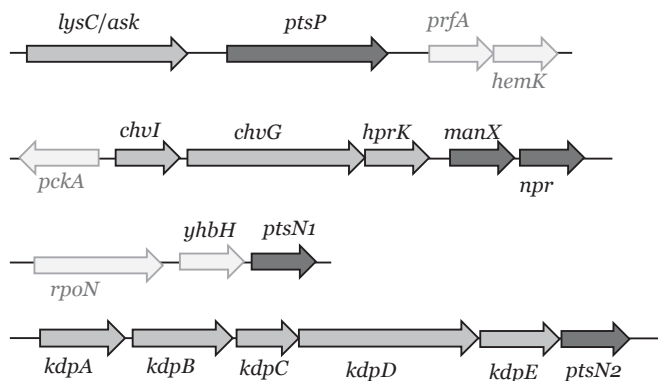 lysC/ask ptsP prfA
hemK
chvI chvG hprK manX
pckA npr
yhbH ptsN1
rpoN
kdpA kdpB kdpC kdpD kdpE ptsN2